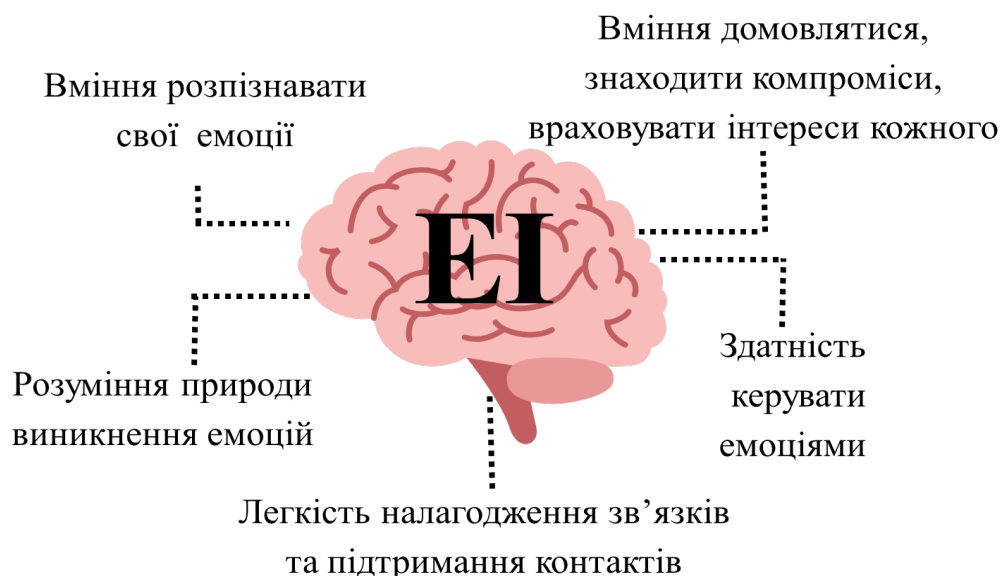 Вміння розпізнавати
свої емоції
Вміння домовлятися,
знаходити компроміси,
враховувати інтереси кожного
ЕІ
Розуміння природи
виникнення емоцій
Здатність
керувати
емоціями
Легкість налагодження зв’язків
та підтримання контактів